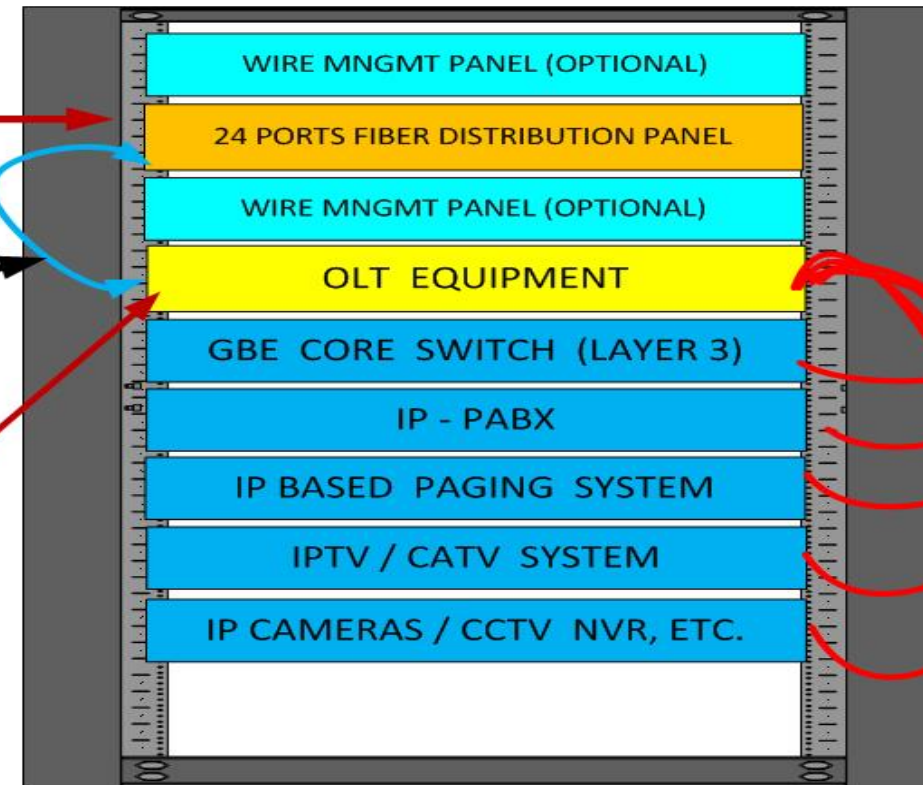 WIRE MNGMT PANEL (OPTIONAL)
24 PORTS FIBER DISTRIBUTION PANEL
WIRE MNGMT PANEL (OPTIONAL)
OLT EQUIPMENT
GBE CORE SWITCH (LAYER 3)
IP - PABX
IP BASED PAGING SYSTEM
IPTV / CATV SYSTEM
IP CAMERAS / CCTV NVR, ETC.